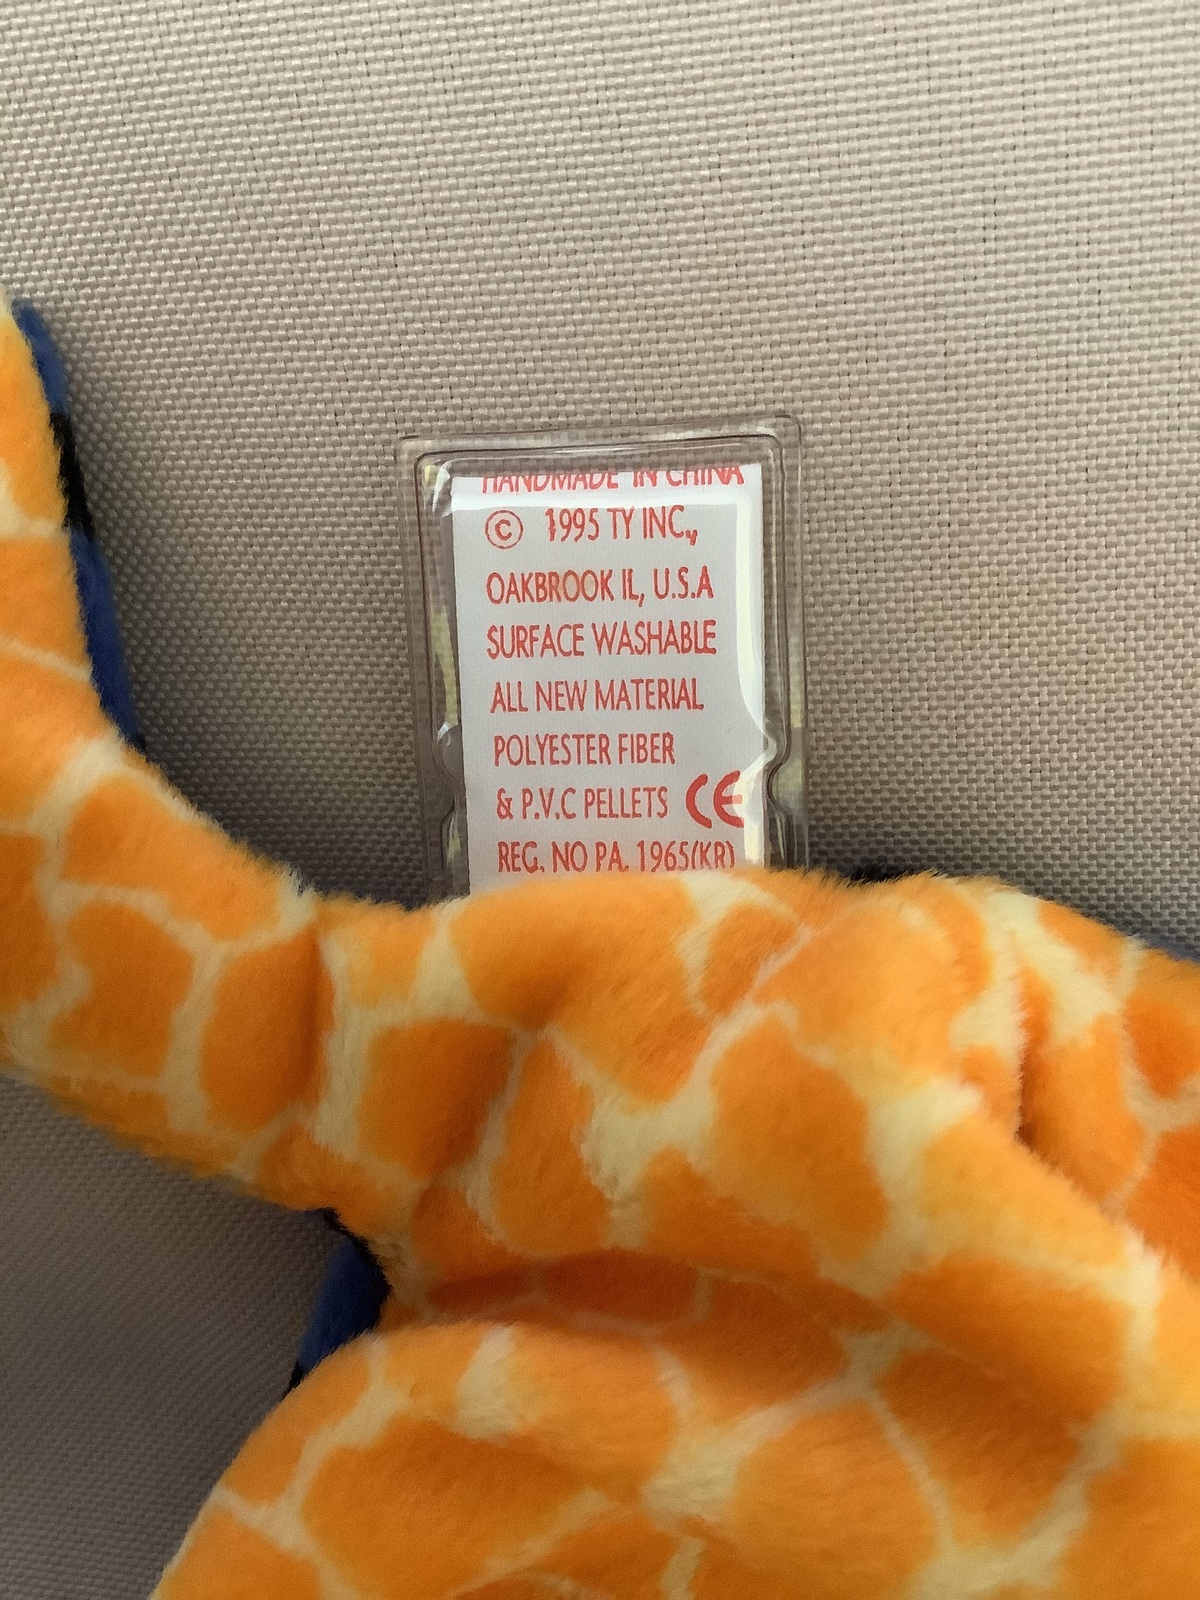 HANDMADE IN CHINA
© 1995 TY INC.,
OAKBROOK IL, U.S.A
SURFACE WASHABLE
ALL NEW MATERIAL
POLYESTER FIBER
& P.V.C PELLETS CE
REG. NO PA. 1965(KR)